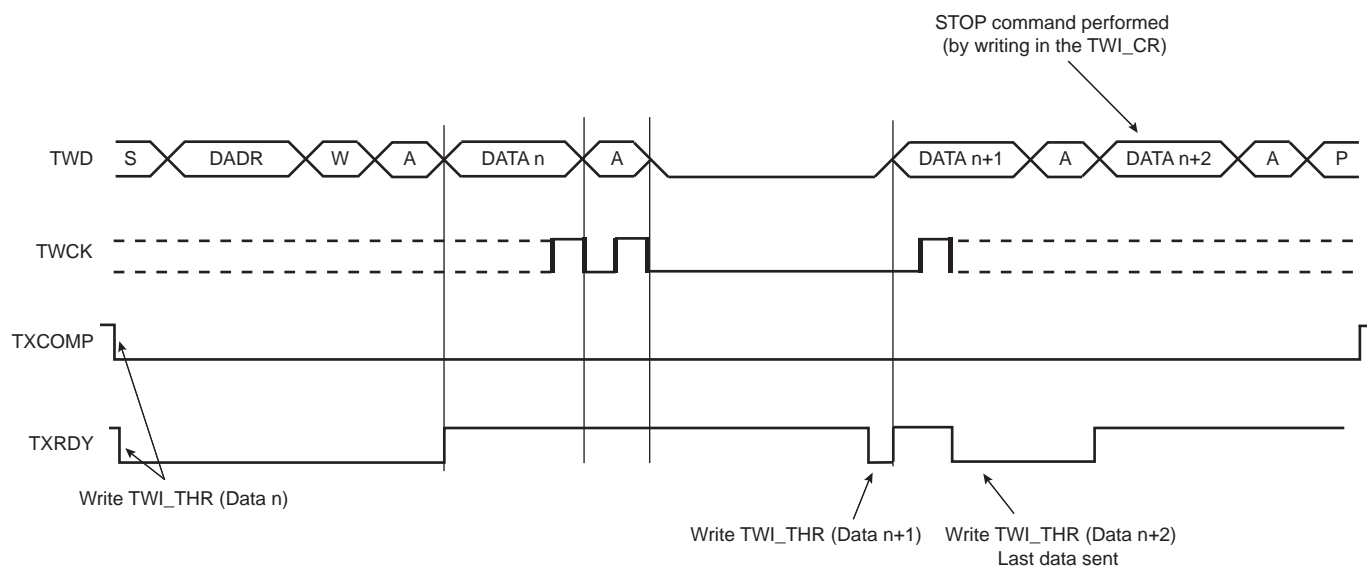 STOP command performed
(by writing in the TWI_CR)
TWD S DADR W A DATA n A DATA n+1 A DATA n+2 A P
TWCK
TXCOMP
TXRDY
Write TWI_THR (Data n)
Write TWI_THR (Data n+1)
Write TWI_THR (Data n+2)
Last data sent